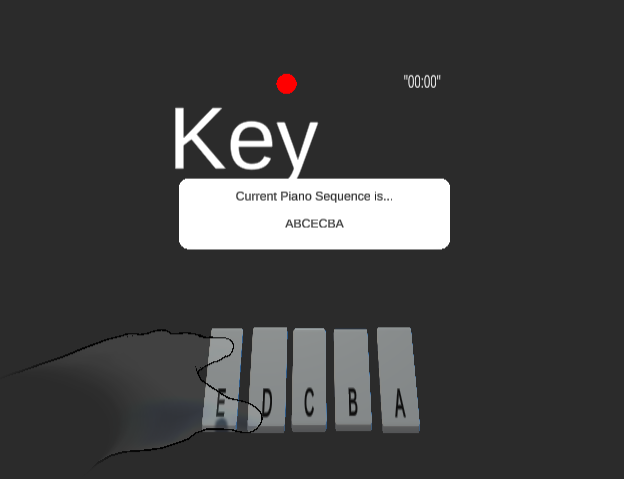 "00:00"
Key
Current Piano Sequence is...
ABCECBA
E D C B A